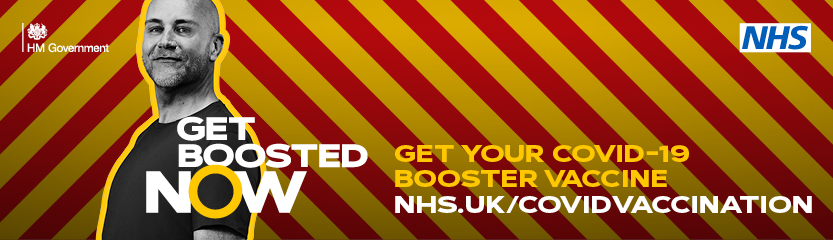 HM Government
NHS
GET
BOOSTED
NOW
GET YOUR COVID-19
BOOSTER VACCINE
NHS.UK/COVIDVACCINATION